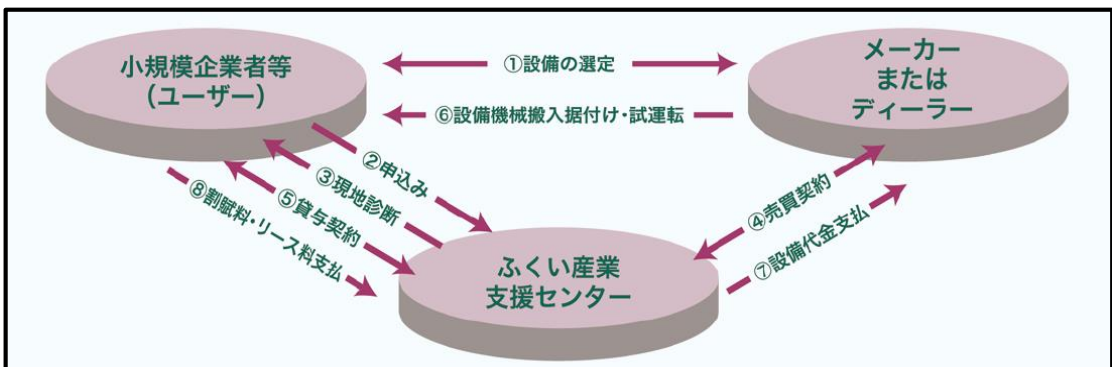 小規模企業者等
(ユーザー)
①設備の選定
メーカー
または
ディーラー
⑥設備機械搬入据付け・試運転
②申込み
③現地診断
⑤貸与契約
⑧割賦料・リース料支払
④売買契約
⑦設備代金支払
ふくい産業
支援センター